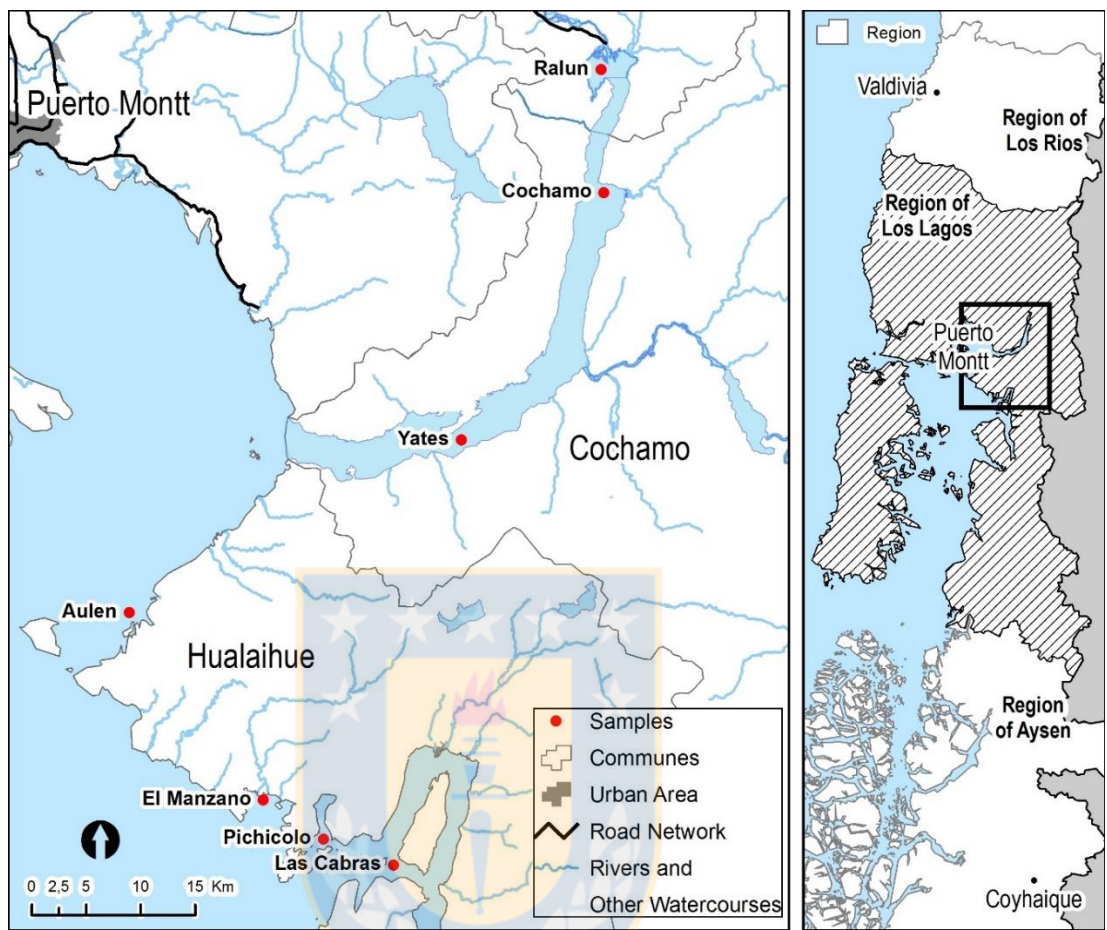 Ralun
Puerto Montt
Cochamo
Yates
Cochamo
Aulen
Hualaihue
El Manzano
Pichicolo
Las Cabras
0 2,5 5 10 15 Km
Samples
Communes
Urban Area
Road Network
Rivers and
Other Watercourses
Region
Valdivia
Region of
Los Rios
Region of
Los Lagos
Puerto
Montt
Region
of Aysen
Coyhaique